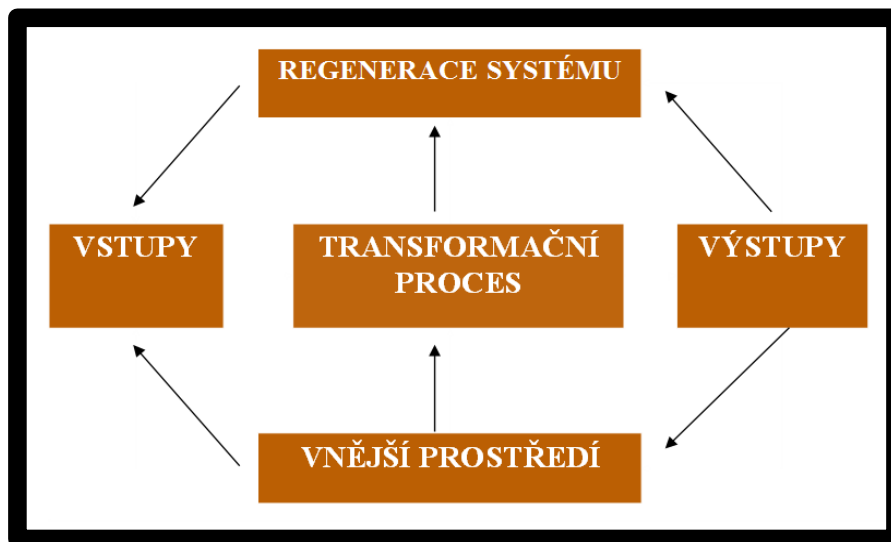 REGENERACE SYSTÉMU
VSTUPY
TRANSFORMAČNÍ
PROCES
VÝSTUPY
VNĚJŠÍ PROSTŘEDÍ